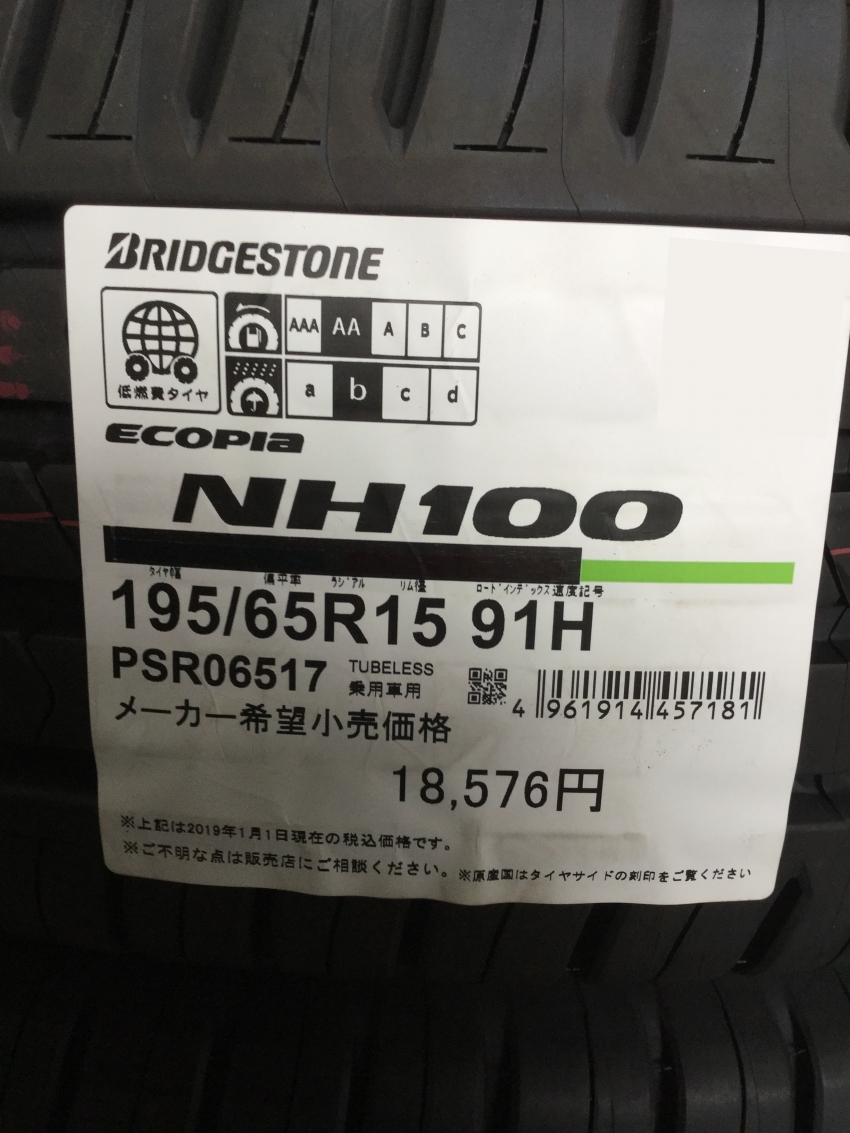 BRIDGESTONE
AAA AA A B C
低燃費タイヤ
a b c d
ECOPIA
NH100
タイヤの幅 偏平率 ラジアル リム径 ロードインデックス 速度記号
195/65R15 91H
PSR06517 TUBELESS
乗用車用
4 961914 457181
メーカー希望小売価格
18,576円
※上記は2019年1月1日現在の税込価格です。
※ご不明な点は販売店にご相談ください。※原産国はタイヤサイドの刻印をご覧ください